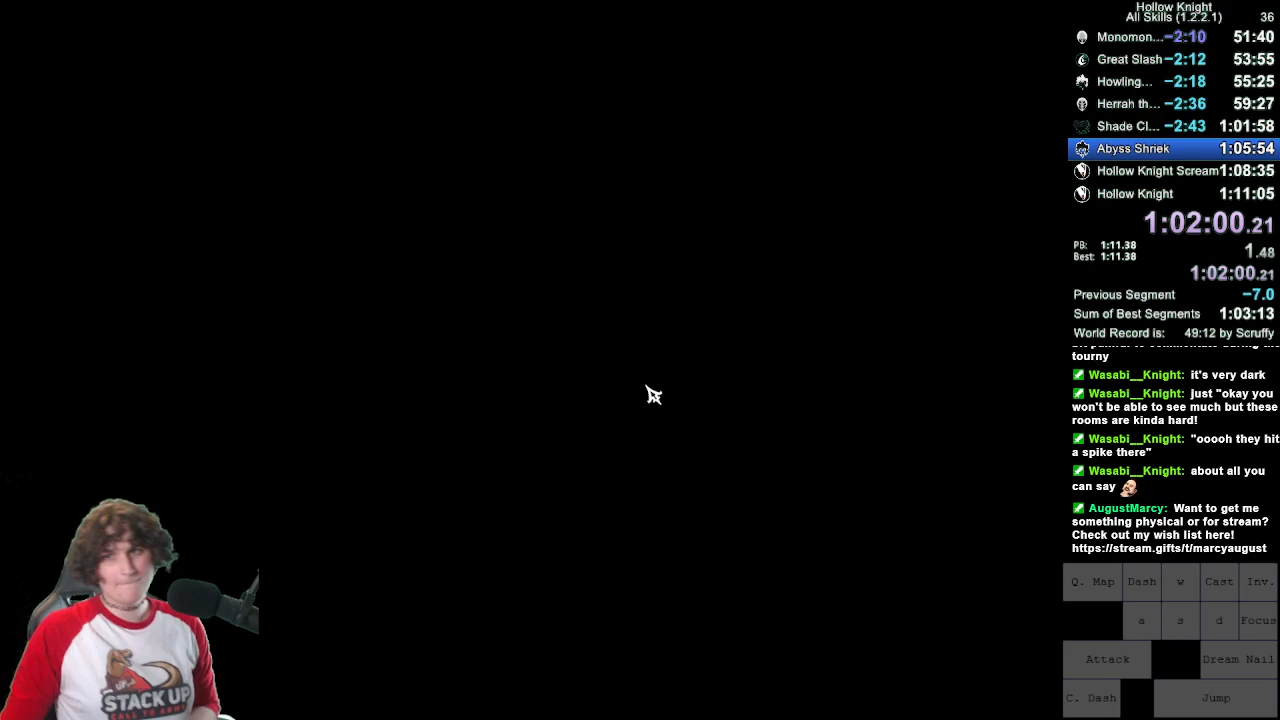 Hollow Knight
All Skills (1.2.2.1) 36
Monomon... −2:10 51:40
Great Slash −2:12 53:55
Howling... −2:18 55:25
Herrah th... −2:36 59:27
Shade Cl... −2:43 1:01:58
Abyss Shriek 1:05:54
Hollow Knight Scream 1:08:35
Hollow Knight 1:11:05
1:02:00.21
PB: 1:11.38
Best: 1:11.38
1.48
1:02:00.21
Previous Segment −7.0
Sum of Best Segments 1:03:13
World Record is: 49:12 by Scruffy
tourny
Wasabi__Knight: it's very dark
Wasabi__Knight: just "okay you
won't be able to see much but these
rooms are kinda hard!
Wasabi__Knight: "ooooh they hit
a spike there"
Wasabi__Knight: about all you
can say
AugustMarcy: Want to get me
something physical or for stream?
Check out my wish list here!
https://stream.gifts/t/marcyaugust
Q. Map Dash w Cast Inv.
a s d Focus
Attack Dream Nail
C. Dash Jump
STACK UP
CALL TO ARMS